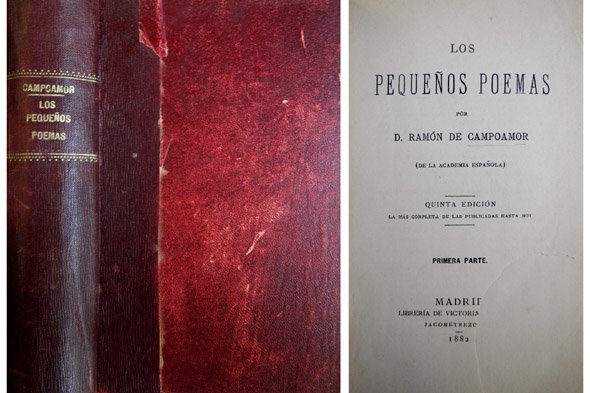 CAMPOAMOR
LOS
PEQUEÑOS
POEMAS
LOS
PEQUEÑOS POEMAS
POR
D. RAMÓN DE CAMPOAMOR
(DE LA ACADEMIA ESPAÑOLA)
QUINTA EDICIÓN
LA MÁS COMPLETA DE LAS PUBLICADAS HASTA HOY
PRIMERA PARTE.
MADRI
LIBRERÍA DE VICTORIA
JACOMETREZO
1882